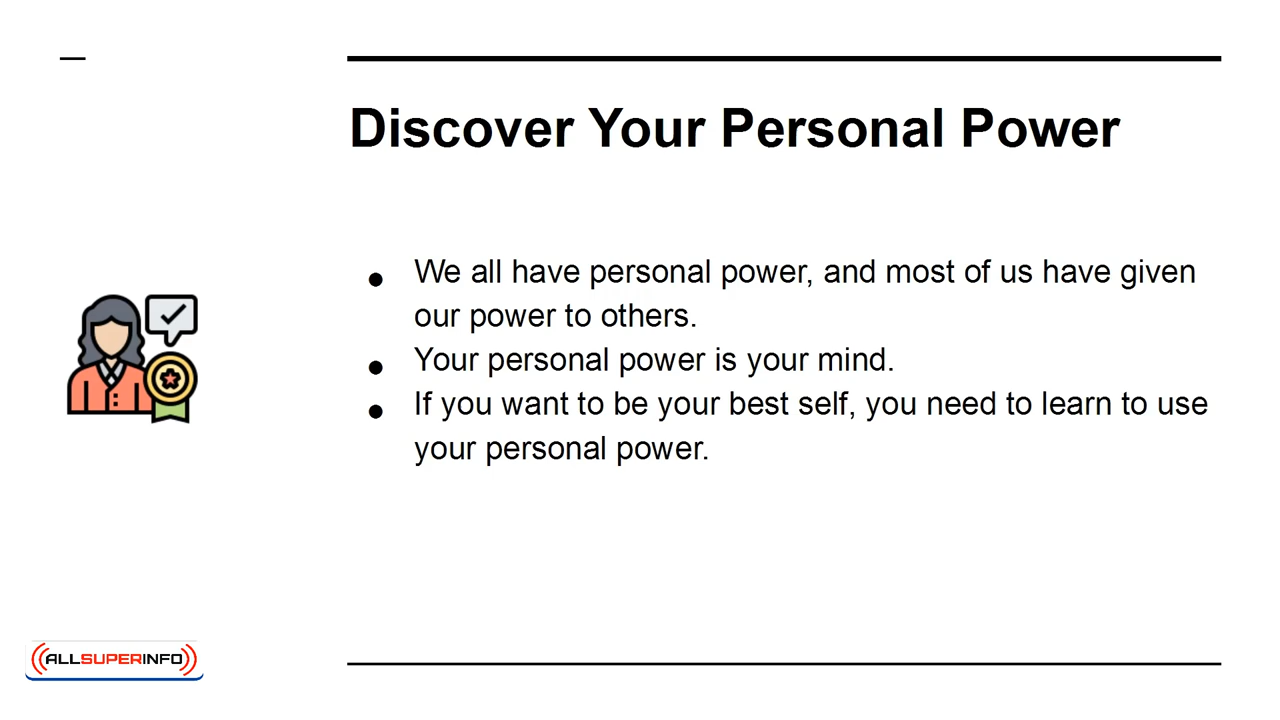 Discover Your Personal Power
● We all have personal power, and most of us have given
our power to others.
● Your personal power is your mind.
● If you want to be your best self, you need to learn to use
your personal power.
ALLSUPERINFO